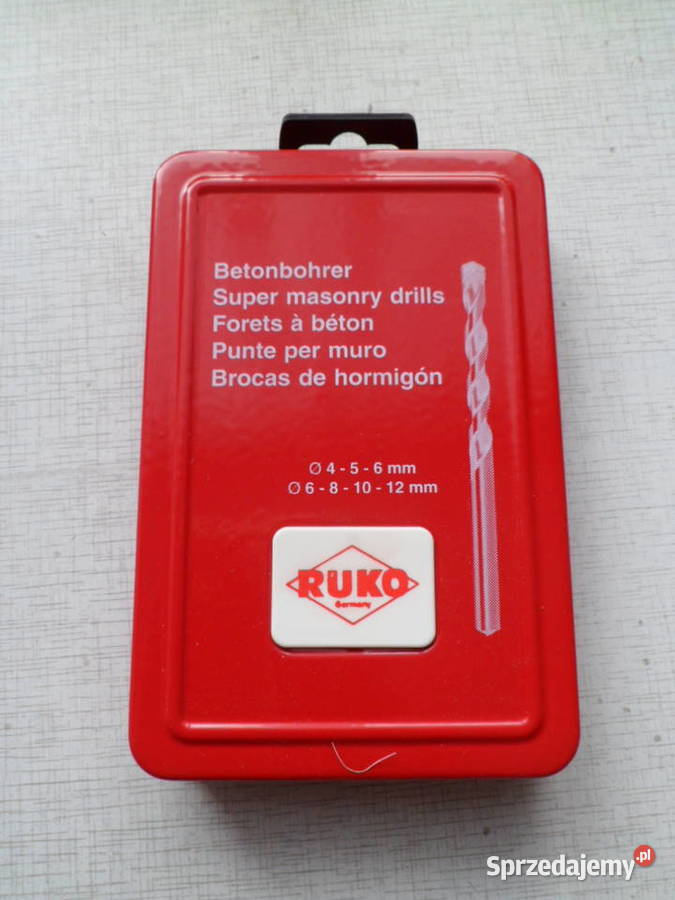 Betonbohrer
Super masonry drills
Forets à béton
Punte per muro
Brocas de hormigón
Ø 4 - 5 - 6 mm
Ø 6 - 8 - 10 - 12 mm
RUKO
Germany
Sprzedajemy.pl